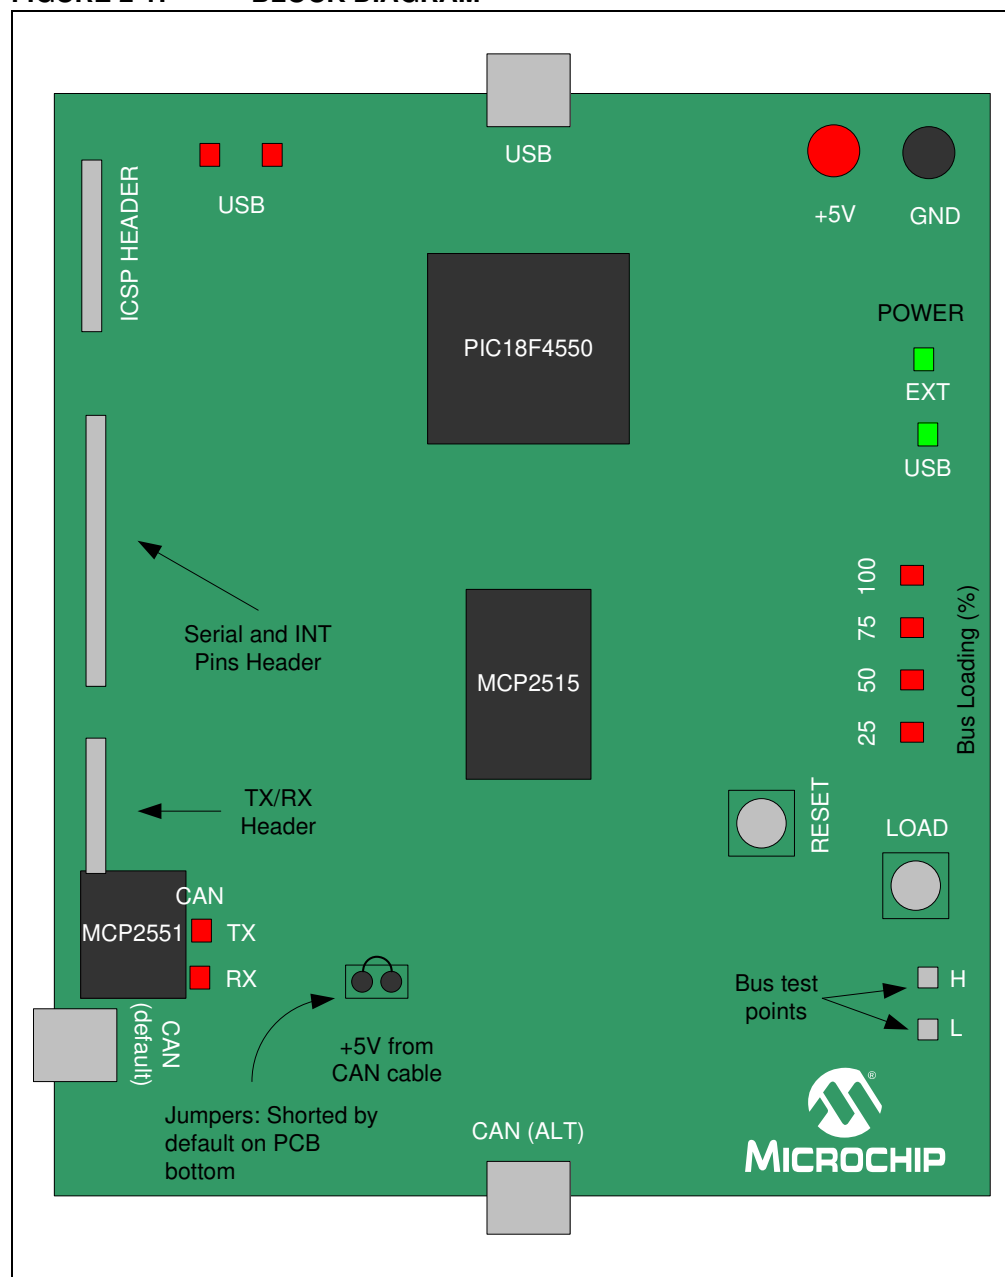 USB
USB
+5V
GND
ICSP HEADER
POWER
PIC18F4550
EXT
USB
Serial and INT
Pins Header
MCP2515
100
75
50
25
Bus Loading (%)
TX/RX
Header
RESET
LOAD
CAN
MCP2551
TX
RX
CAN
(default)
Bus test
points
H
L
+5V from
CAN cable
Jumpers: Shorted by
default on PCB
bottom
CAN (ALT)
®
MICROCHIP